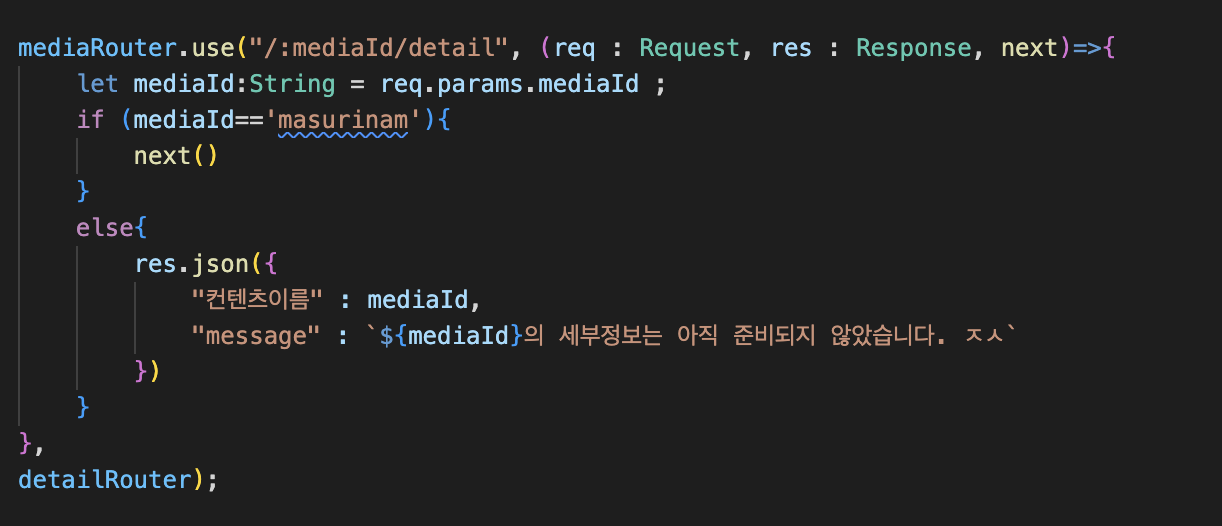 mediaRouter.use("/:mediaId/detail", (req : Request, res : Response, next)=>{
    let mediaId:String = req.params.mediaId ;
    if (mediaId=='masurinam'){
        next()
    }
    else{
        res.json({
            "컨텐츠이름" : mediaId,
            "message" : `${mediaId}의 세부정보는 아직 준비되지 않았습니다. ㅈㅅ`
        })
    }
},
detailRouter);